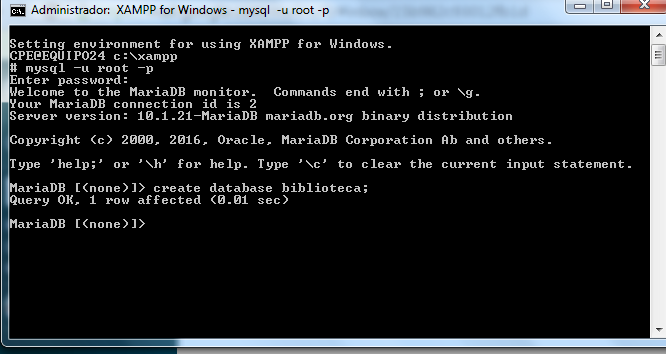 Administrador: XAMPP for Windows - mysql -u root -p
Setting environment for using XAMPP for Windows.
CPE@EQUIPO24 c:\xampp
# mysql -u root -p
Enter password:
Welcome to the MariaDB monitor.  Commands end with ; or \g.
Your MariaDB connection id is 2
Server version: 10.1.21-MariaDB mariadb.org binary distribution
Copyright (c) 2000, 2016, Oracle, MariaDB Corporation Ab and others.
Type 'help;' or '\h' for help. Type '\c' to clear the current input statement.
MariaDB [(none)]> create database biblioteca;
Query OK, 1 row affected (0.01 sec)
MariaDB [(none)]>